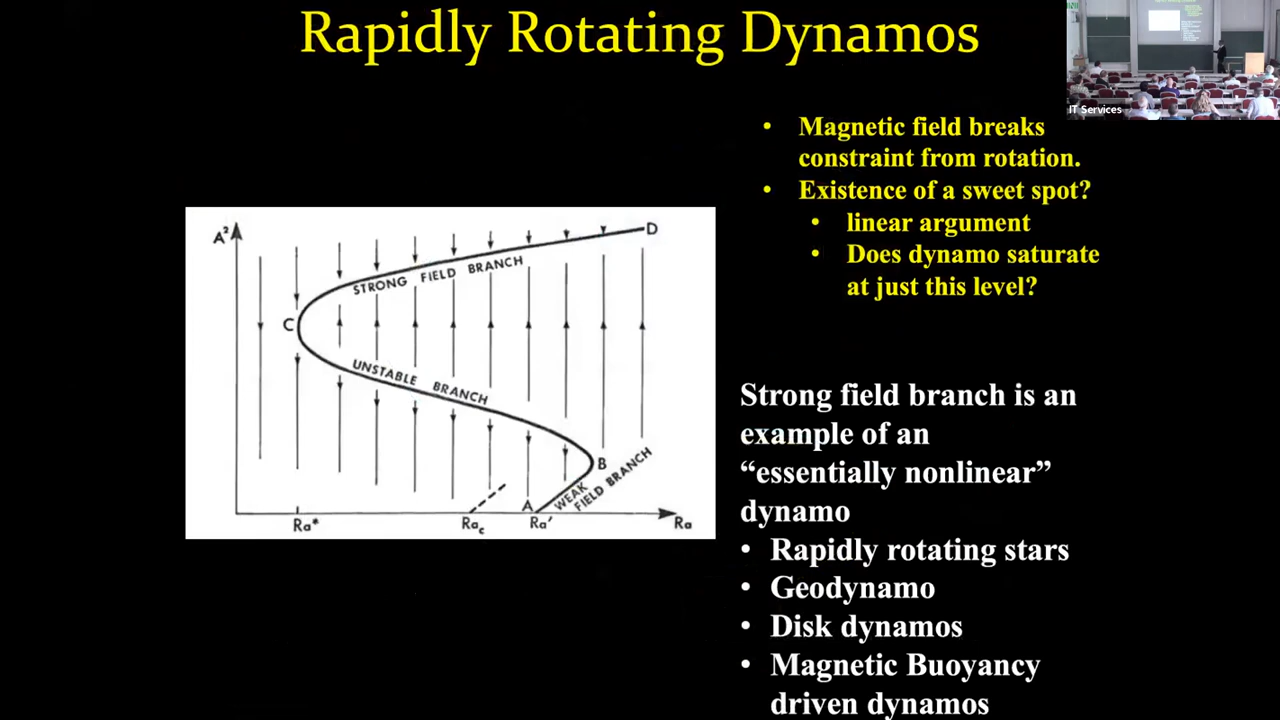 Rapidly Rotating Dynamos
IT Services
• Magnetic field breaks
constraint from rotation.
• Existence of a sweet spot?
• linear argument
• Does dynamo saturate
at just this level?
A²
D
STRONG FIELD BRANCH
C
UNSTABLE BRANCH
B
A
WEAK
FIELD BRANCH
Ra*
Rac
Ra′
Ra
Strong field branch is an
example of an
“essentially nonlinear”
dynamo
• Rapidly rotating stars
• Geodynamo
• Disk dynamos
• Magnetic Buoyancy
driven dynamos